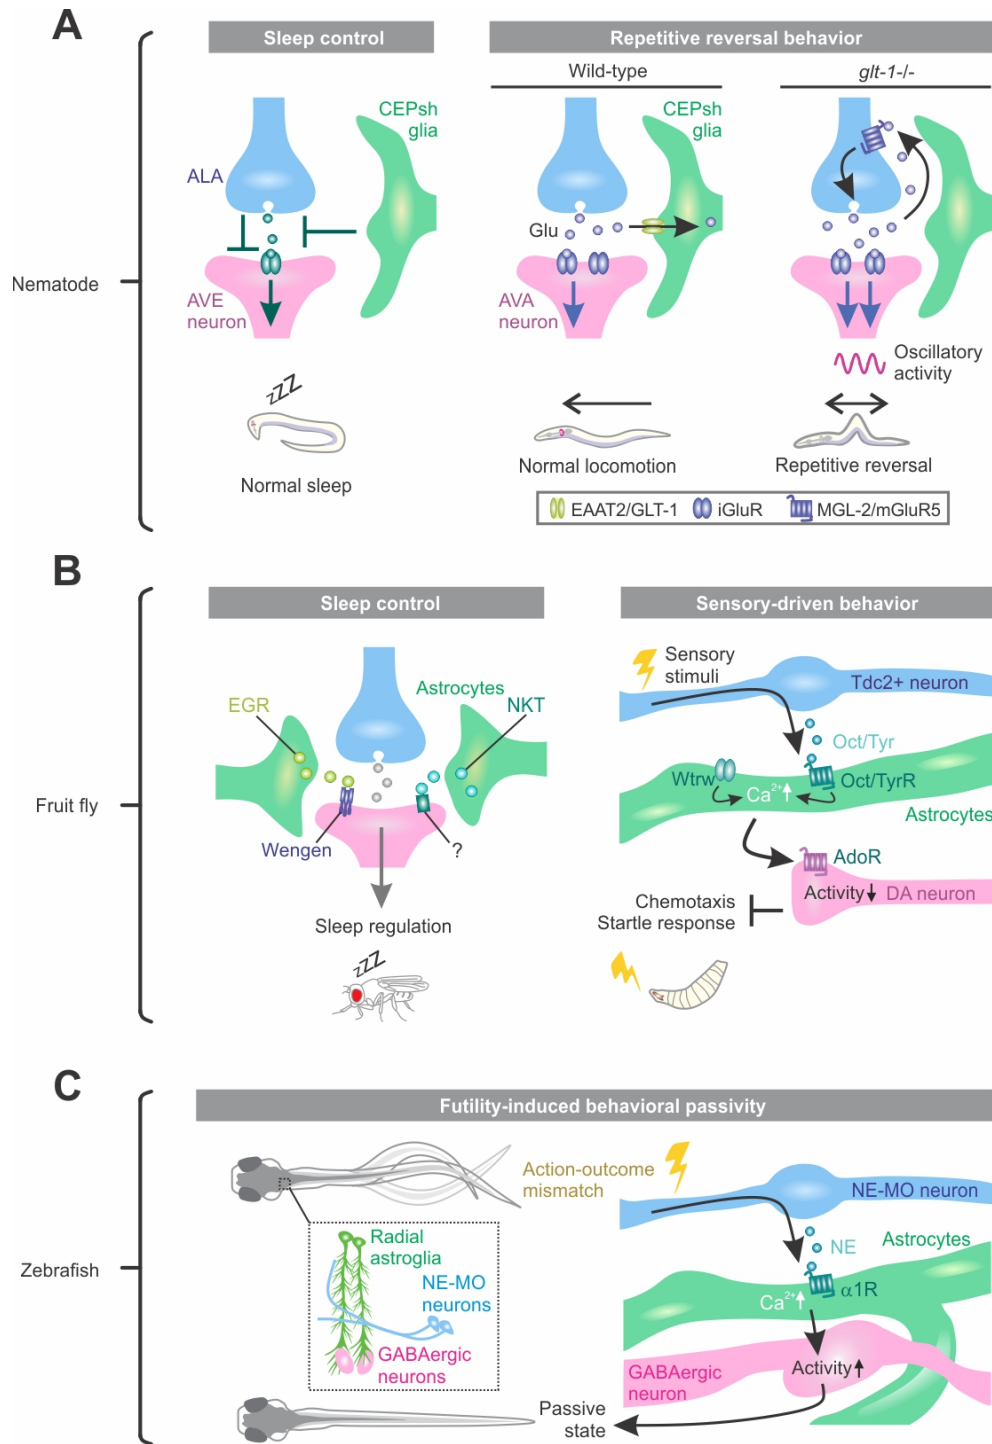 A
Sleep control
Repetitive reversal behavior
Wild-type
glt-1-/-
CEPsh
glia
CEPsh
glia
ALA
Glu
Nematode
AVE
neuron
AVA
neuron
Oscillatory
activity
zzZ
Normal sleep
Normal locomotion
Repetitive reversal
EAAT2/GLT-1
iGluR
MGL-2/mGluR5
B
Sleep control
Sensory-driven behavior
Sensory
stimuli
Tdc2+ neuron
EGR
Astrocytes
NKT
Oct/Tyr
Wtrw
Ca2+
Oct/TyrR
Fruit fly
Astrocytes
Wengen
?
AdoR
Activity
DA neuron
Chemotaxis
Startle response
Sleep regulation
zzZ
C
Futility-induced behavioral passivity
Action-outcome
mismatch
NE-MO neuron
Radial
astroglia
NE-MO
neurons
GABAergic
neurons
NE
Astrocytes
Zebrafish
α1R
Ca2+
GABAergic
neuron
Activity
Passive
state